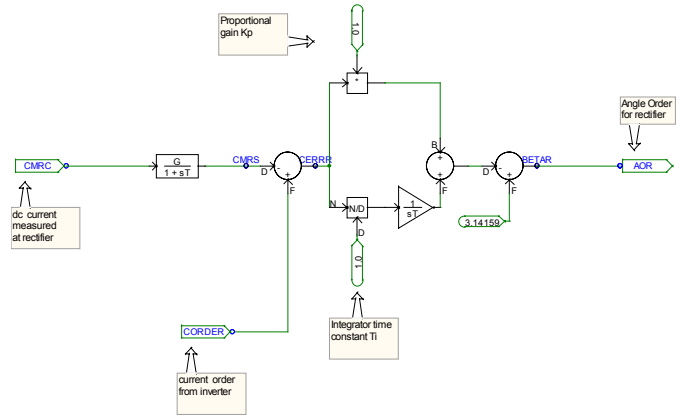 Proportional
gain Kp
1.0
*
Angle Order
for rectifier
CMRC
G
1 + sT
CMRS
D
-
+
F
CERRR
B
+
+
F
D
-
+
F
BETAR
AOR
N
N/D
D
1
sT
3.14159
1.0
dc current
measured
at rectifier
CORDER
Integrator time
constant Ti
current order
from inverter